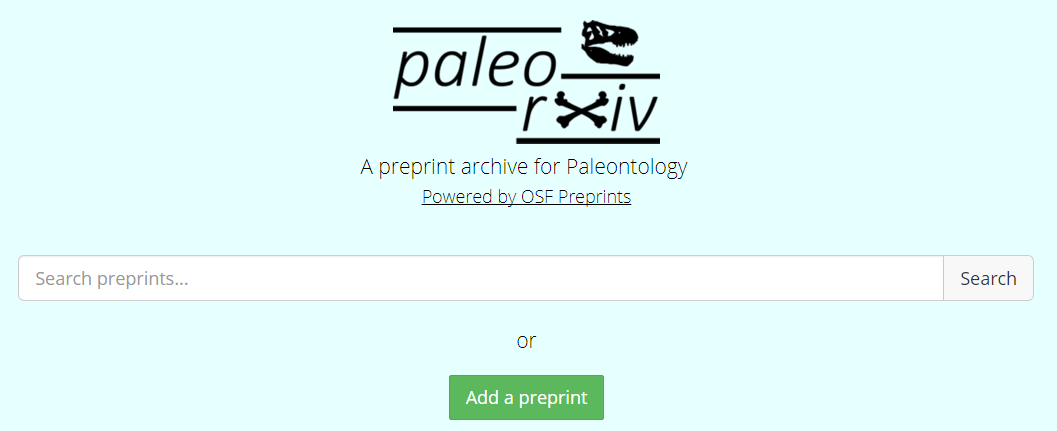 paleo
rxiv
A preprint archive for Paleontology
Powered by OSF Preprints
Search preprints...
Search
or
Add a preprint